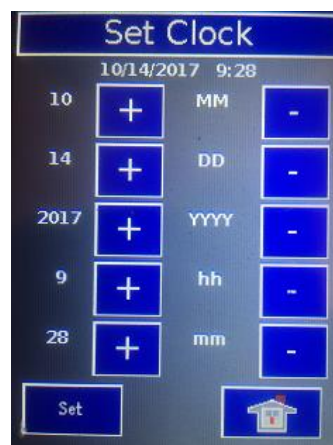 Set Clock
10/14/2017 9:28
10 + MM -
14 + DD -
2017 + YYYY -
9 + hh -
28 + mm -
Set